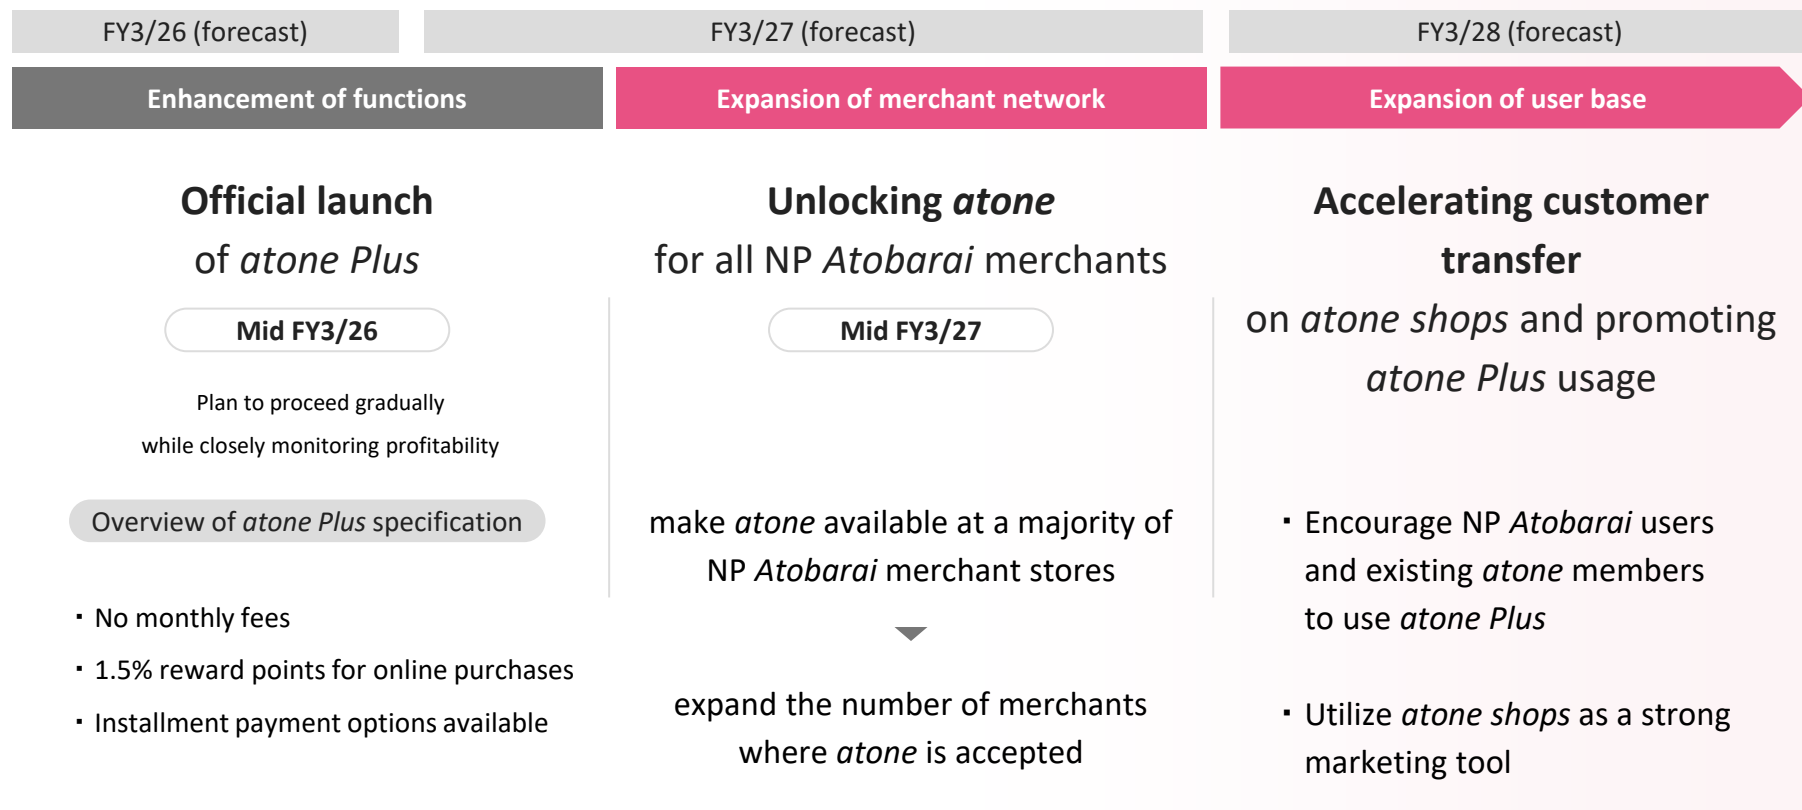 FY3/26 (forecast)
FY3/27 (forecast)
FY3/28 (forecast)
Enhancement of functions
Expansion of merchant network
Expansion of user base
Official launch
of atone Plus
Mid FY3/26
Plan to proceed gradually
while closely monitoring profitability
Overview of atone Plus specification
・No monthly fees
・1.5% reward points for online purchases
・Installment payment options available
Unlocking atone
for all NP Atobarai merchants
Mid FY3/27
make atone available at a majority of
NP Atobarai merchant stores
expand the number of merchants
where atone is accepted
Accelerating customer
transfer
on atone shops and promoting
atone Plus usage
・Encourage NP Atobarai users
and existing atone members
to use atone Plus
・Utilize atone shops as a strong
marketing tool